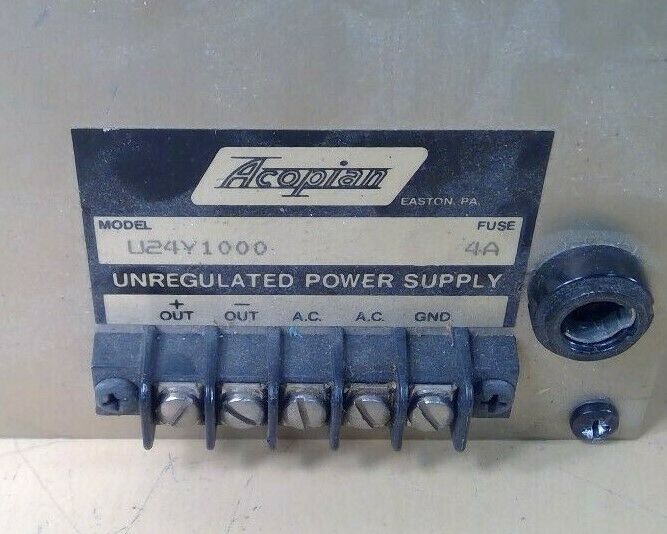 Acopian
EASTON, PA.
MODEL FUSE
U24Y1000 4A
UNREGULATED POWER SUPPLY
+ −
OUT OUT A.C. A.C. GND